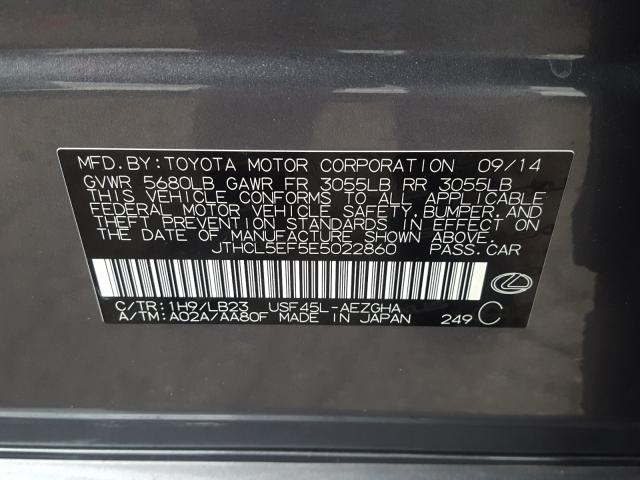 MFD.BY:TOYOTA MOTOR CORPORATION 09/14
GVWR 5680LB GAWR FR 3055LB RR 3055LB
THIS VEHICLE CONFORMS TO ALL APPLICABLE
FEDERAL MOTOR VEHICLE SAFETY,BUMPER,AND
THEFT PREVENTION STANDARDS IN EFFECT ON
THE DATE OF MANUFACTURE SHOWN ABOVE.
JTHCL5EF5E5022860 PASS.CAR
C/TR:1H9/LB23 USF45L-AEZGHA
A/TM:A02A/AA80F MADE IN JAPAN 249 C